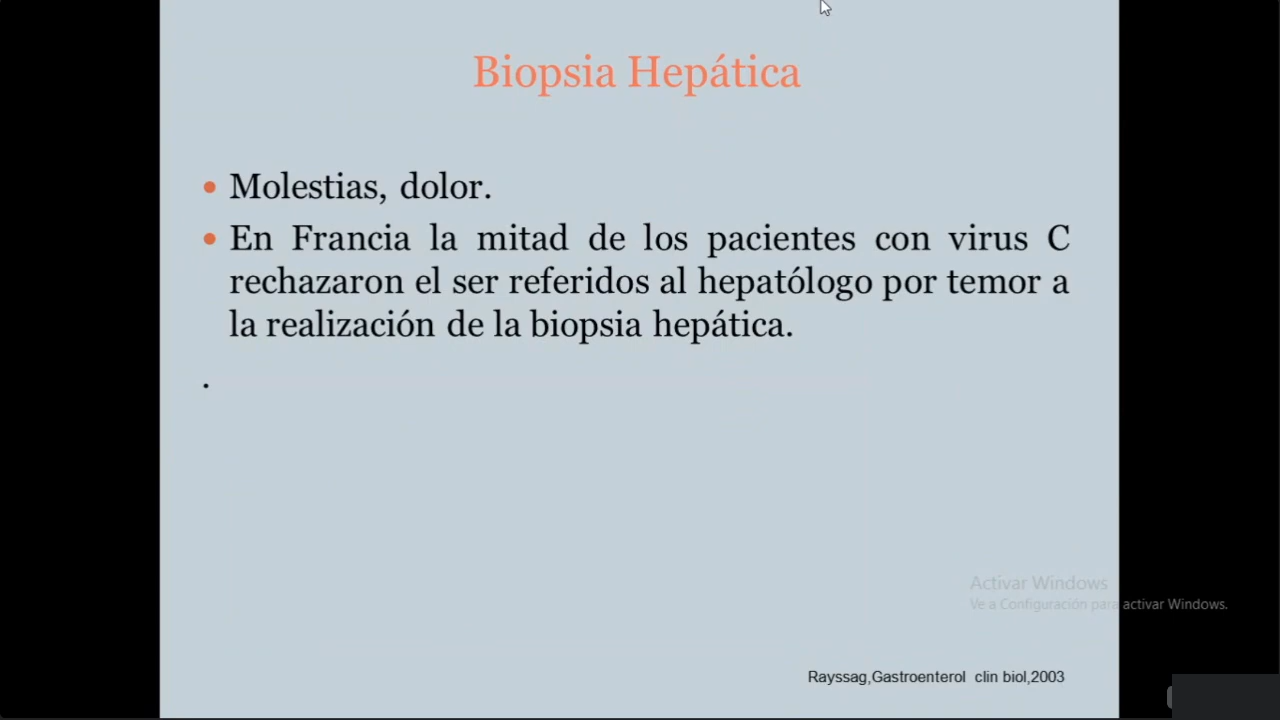 Biopsia Hepática
• Molestias, dolor.
• En Francia la mitad de los pacientes con virus C
rechazaron el ser referidos al hepatólogo por temor a
la realización de la biopsia hepática.
.
Activar Windows
Ve a Configuración para activar Windows.
Rayssag,Gastroenterol clin biol,2003